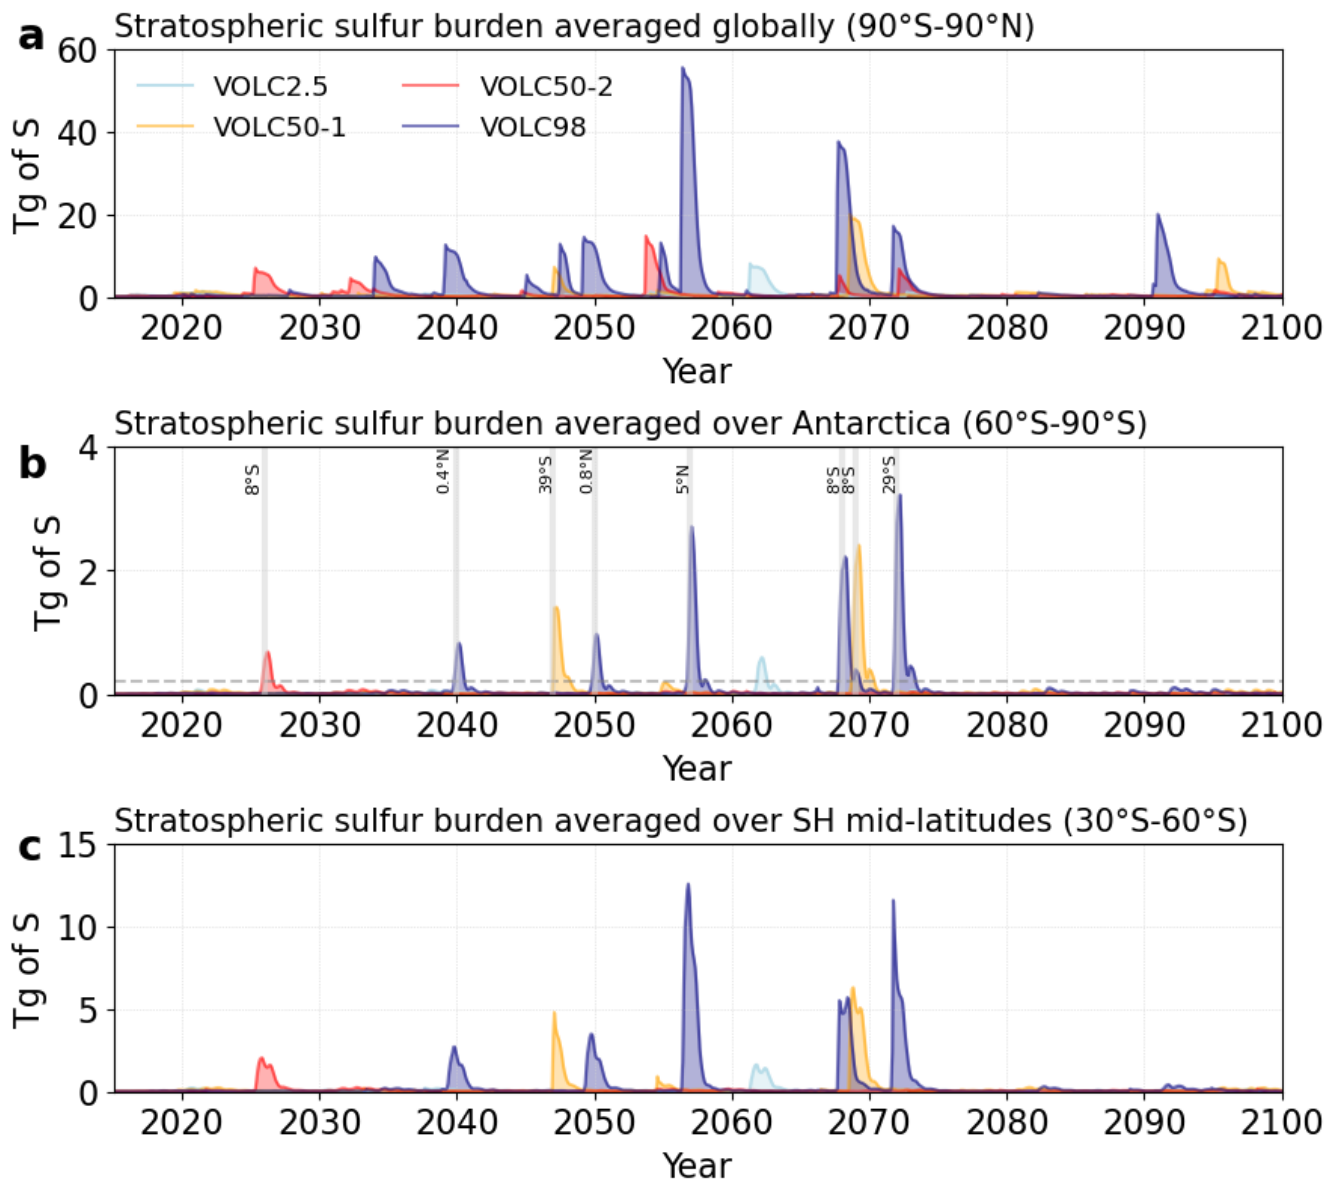 a Stratospheric sulfur burden averaged globally (90°S-90°N)
60
40
20
0
Tg of S
VOLC2.5
VOLC50-1
VOLC50-2
VOLC98
2020 2030 2040 2050 2060 2070 2080 2090 2100
Year
b Stratospheric sulfur burden averaged over Antarctica (60°S-90°S)
4
2
0
Tg of S
8°S 0.4°N 39°S 0.8°N 5°N 8°S 8°S 29°S
2020 2030 2040 2050 2060 2070 2080 2090 2100
Year
c Stratospheric sulfur burden averaged over SH mid-latitudes (30°S-60°S)
15
10
5
0
Tg of S
2020 2030 2040 2050 2060 2070 2080 2090 2100
Year